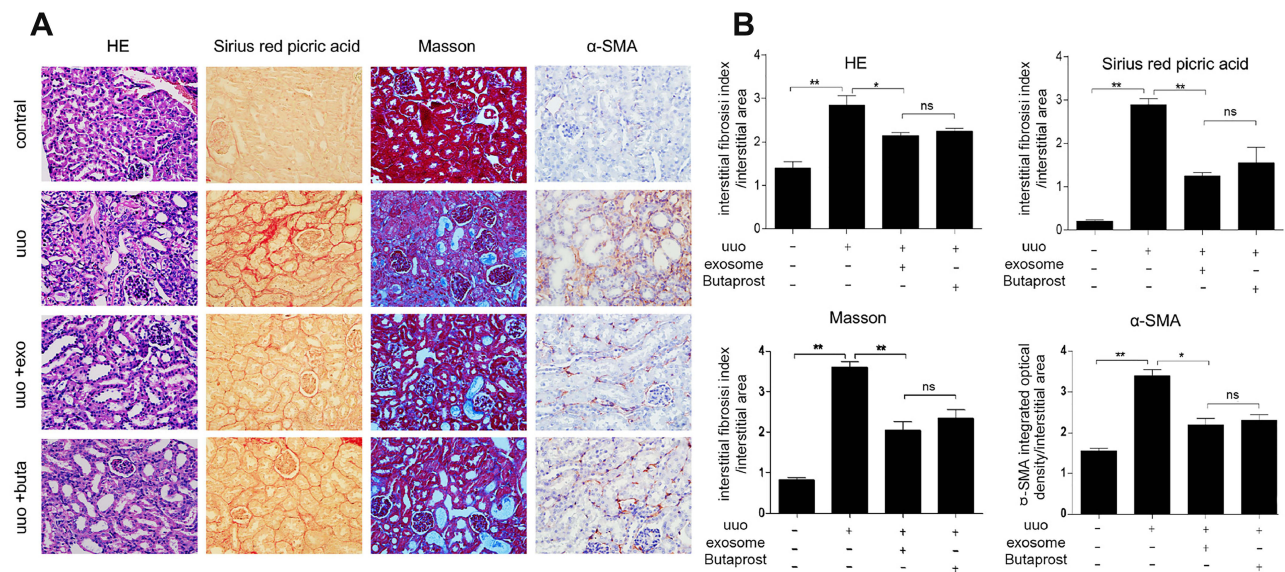 A
HE Sirius red picric acid Masson α-SMA
contral
uuo
uuo +exo
uuo +buta
B
HE
interstitial fibrosisi index
/interstitial area
4
3
2
1
0
** * ns
uuo - + + +
exosome - - + -
Butaprost - - - +
Sirius red picric acid
interstitial fibrosisi index
/interstitial area
4
3
2
1
0
** ** ns
uuo - + + +
exosome - - + -
Butaprost - - - +
Masson
interstitial fibrosisi index
/interstitial area
4
3
2
1
0
** ** ns
uuo - + + +
exosome - - + -
Butaprost - - - +
α-SMA
-SMA integrated optical
density/interstitial area
4
3
2
1
0
** * ns
uuo - + + +
exosome - - + -
Butaprost - - - +